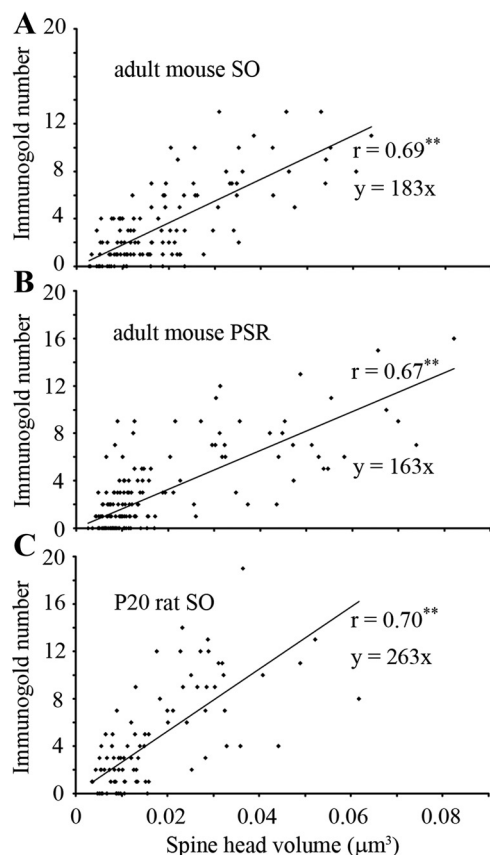 A
20
adult mouse SO
16
12
8
4
0
Immunogold number
r = 0.69**
y = 183x
B
20
adult mouse PSR
16
12
8
4
0
Immunogold number
r = 0.67**
y = 163x
C
20
P20 rat SO
16
12
8
4
0
Immunogold number
r = 0.70**
y = 263x
0 0.02 0.04 0.06 0.08
Spine head volume (µm³)